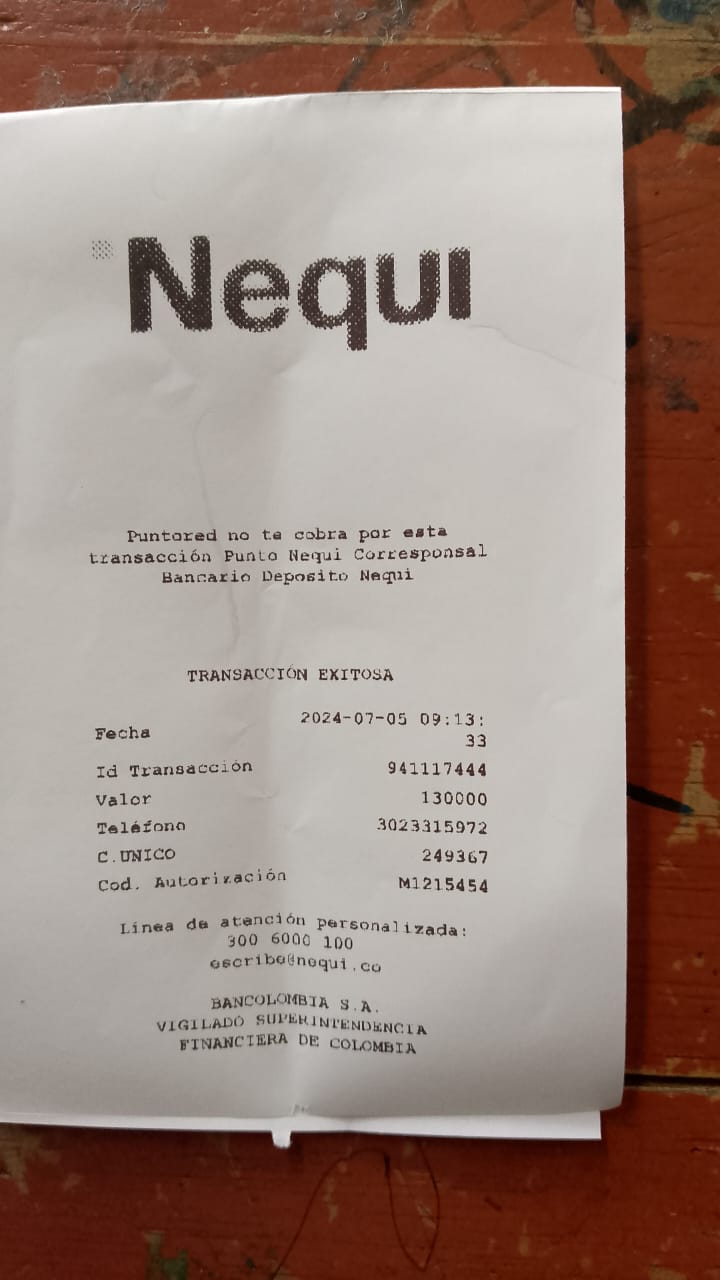 Nequi
Puntored no te cobra por esta
transacción Punto Nequi Corresponsal
Bancario Deposito Nequi
TRANSACCIÓN EXITOSA
Fecha 2024-07-05 09:13:
33
Id Transacción 941117444
Valor 130000
Teléfono 3023315972
C.UNICO 249367
Cod. Autorización M1215454
Línea de atención personalizada:
300 6000 100
escribe@nequi.co
BANCOLOMBIA S.A.
VIGILADO SUPERINTENDENCIA
FINANCIERA DE COLOMBIA